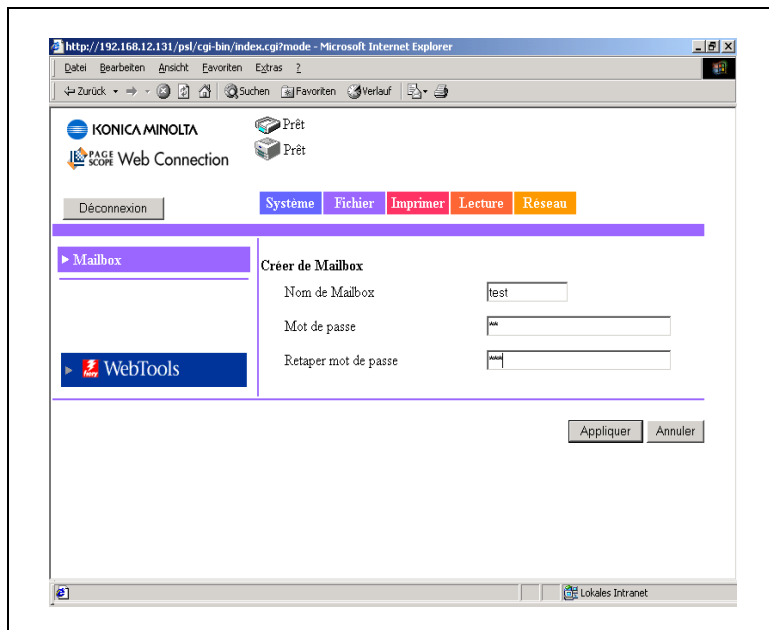 http://192.168.12.131/psl/cgi-bin/index.cgi?mode - Microsoft Internet Explorer
Datei Bearbeiten Ansicht Favoriten Extras ?
Zurück Suchen Favoriten Verlauf
KONICA MINOLTA
Prêt
PAGE SCOPE Web Connection
Prêt
Déconnexion
Système Fichier Imprimer Lecture Réseau
Mailbox
Créer de Mailbox
Nom de Mailbox test
Mot de passe **
Retaper mot de passe ***
fiery WebTools
Appliquer Annuler
Lokales Intranet